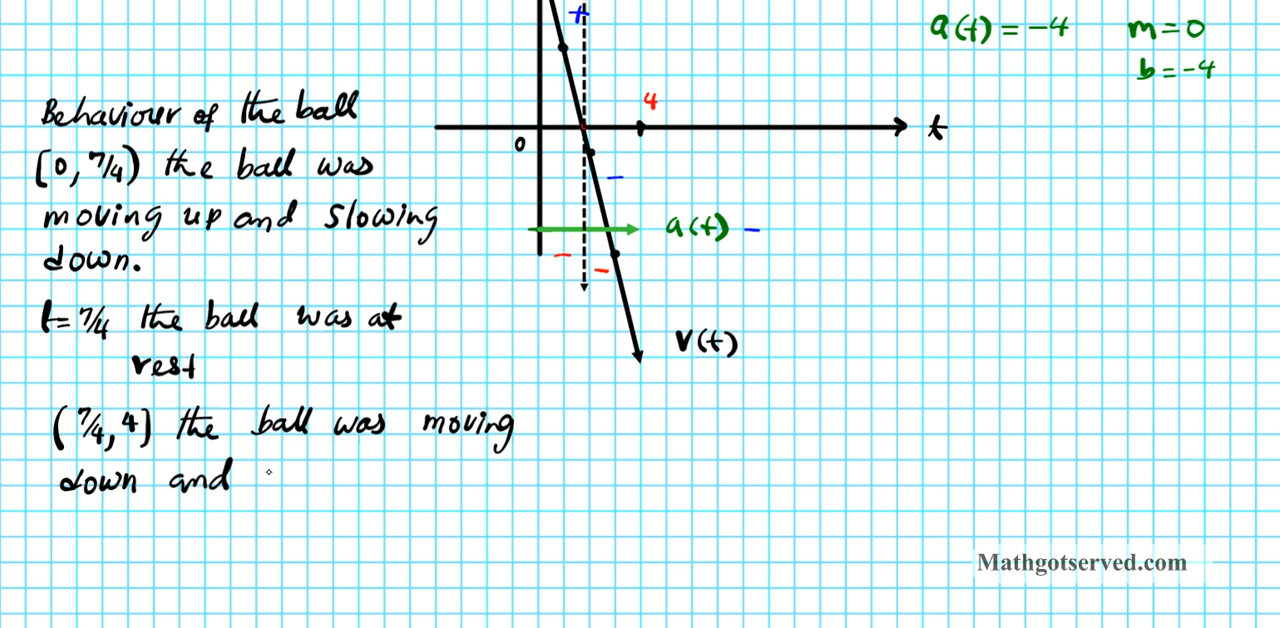 +
a(t) = -4 m = 0
b = -4
Behaviour of the ball
4
[0, 7/4) the ball was
0
t
-
moving up and slowing
a(t) -
down.
- -
t = 7/4 the ball was at
v(t)
rest
(7/4, 4] the ball was moving
down and
Mathgotserved.com